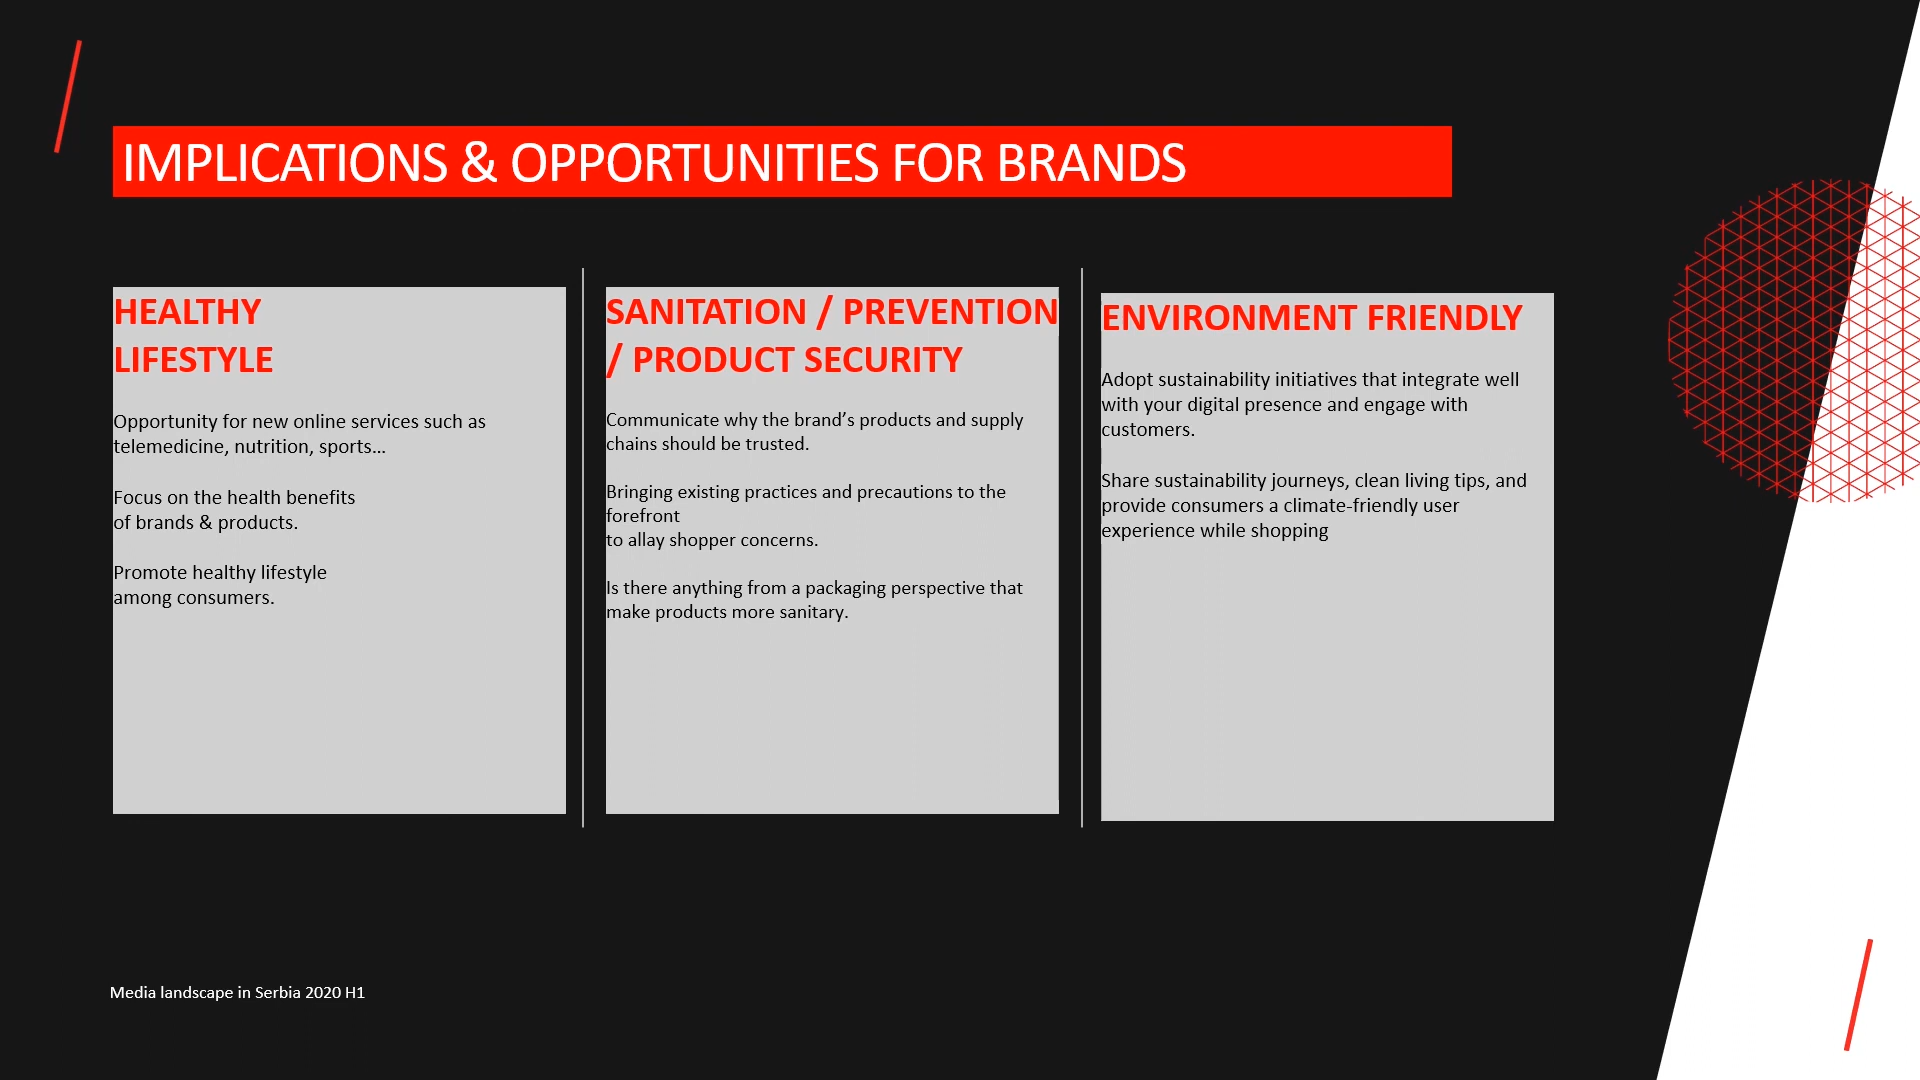 IMPLICATIONS & OPPORTUNITIES FOR BRANDS
HEALTHY
LIFESTYLE
Opportunity for new online services such as
telemedicine, nutrition, sports…
Focus on the health benefits
of brands & products.
Promote healthy lifestyle
among consumers.
SANITATION / PREVENTION
/ PRODUCT SECURITY
Communicate why the brand’s products and supply
chains should be trusted.
Bringing existing practices and precautions to the
forefront
to allay shopper concerns.
Is there anything from a packaging perspective that
make products more sanitary.
ENVIRONMENT FRIENDLY
Adopt sustainability initiatives that integrate well
with your digital presence and engage with
customers.
Share sustainability journeys, clean living tips, and
provide consumers a climate-friendly user
experience while shopping
Media landscape in Serbia 2020 H1